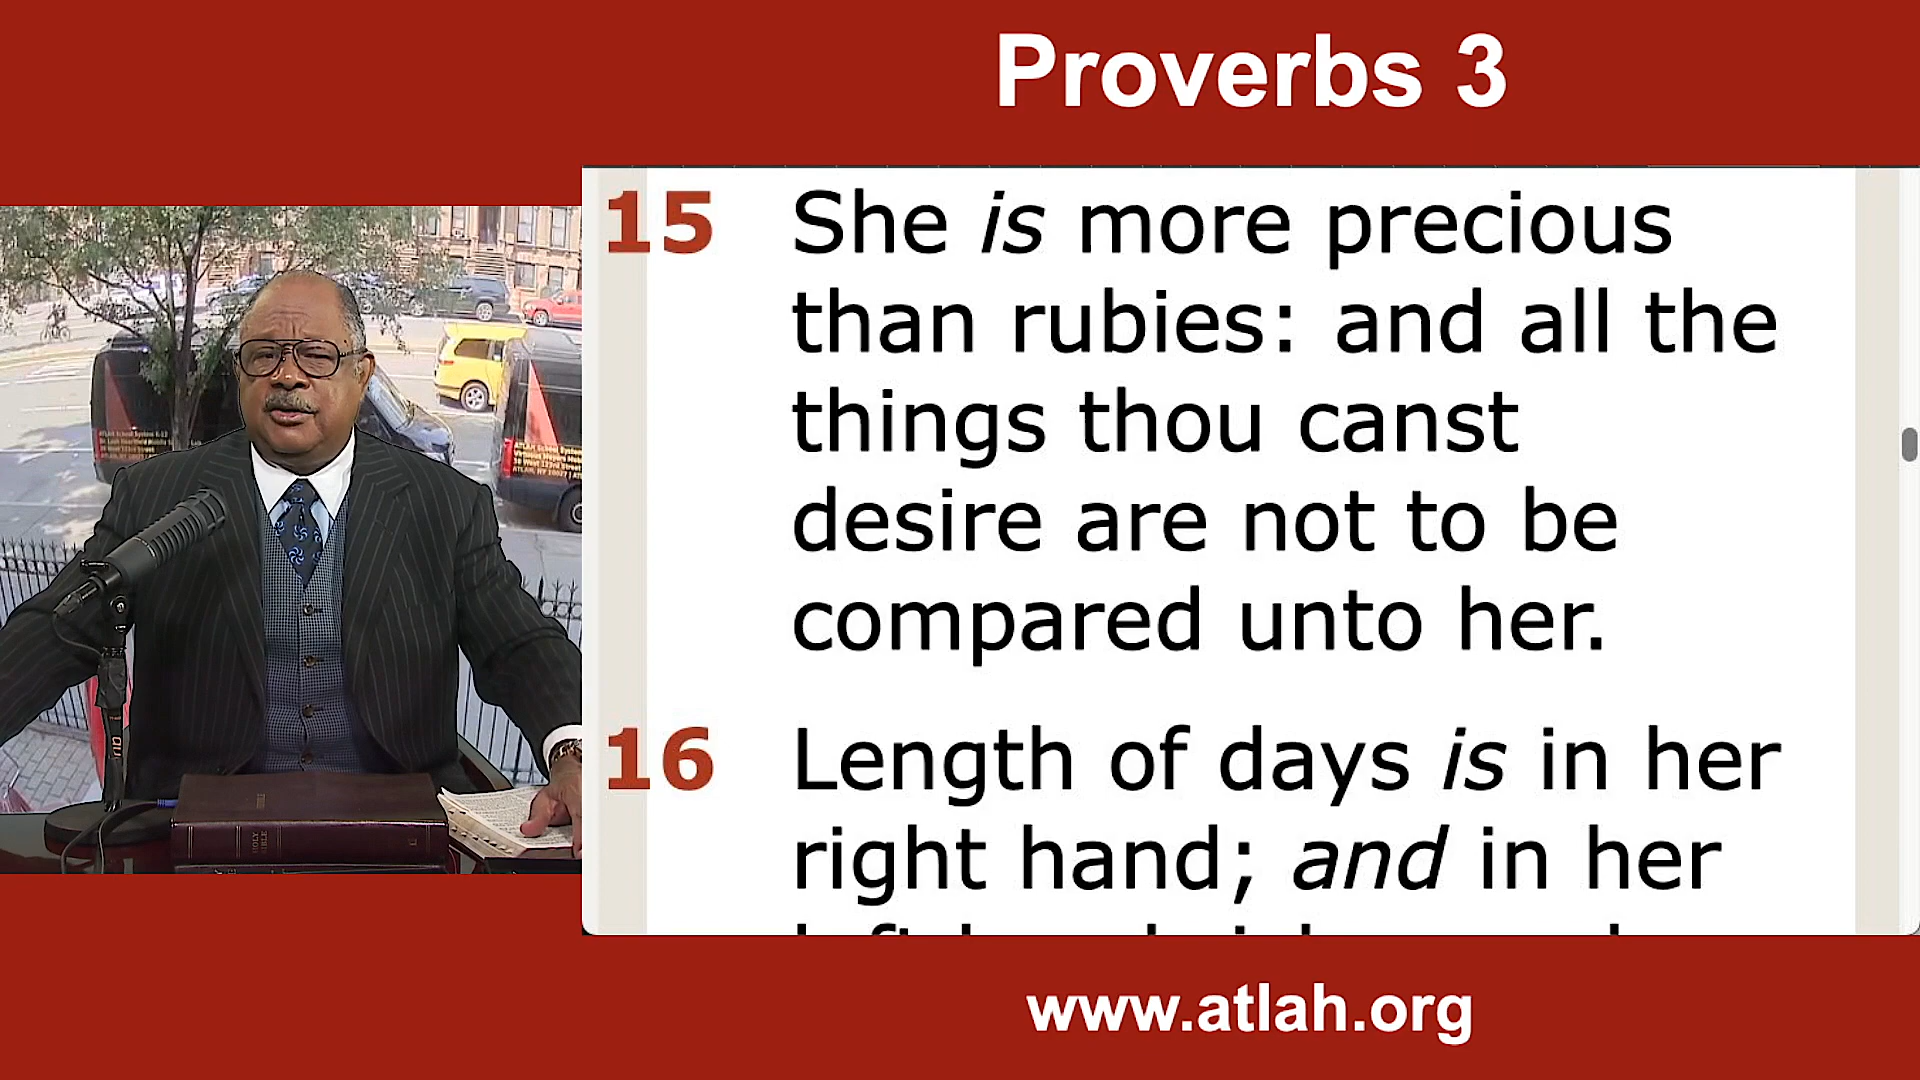 Proverbs 3
15 She is more precious
than rubies: and all the
things thou canst
desire are not to be
compared unto her.
16 Length of days is in her
right hand; and in her
www.atlah.org
HOLY
BIBLE